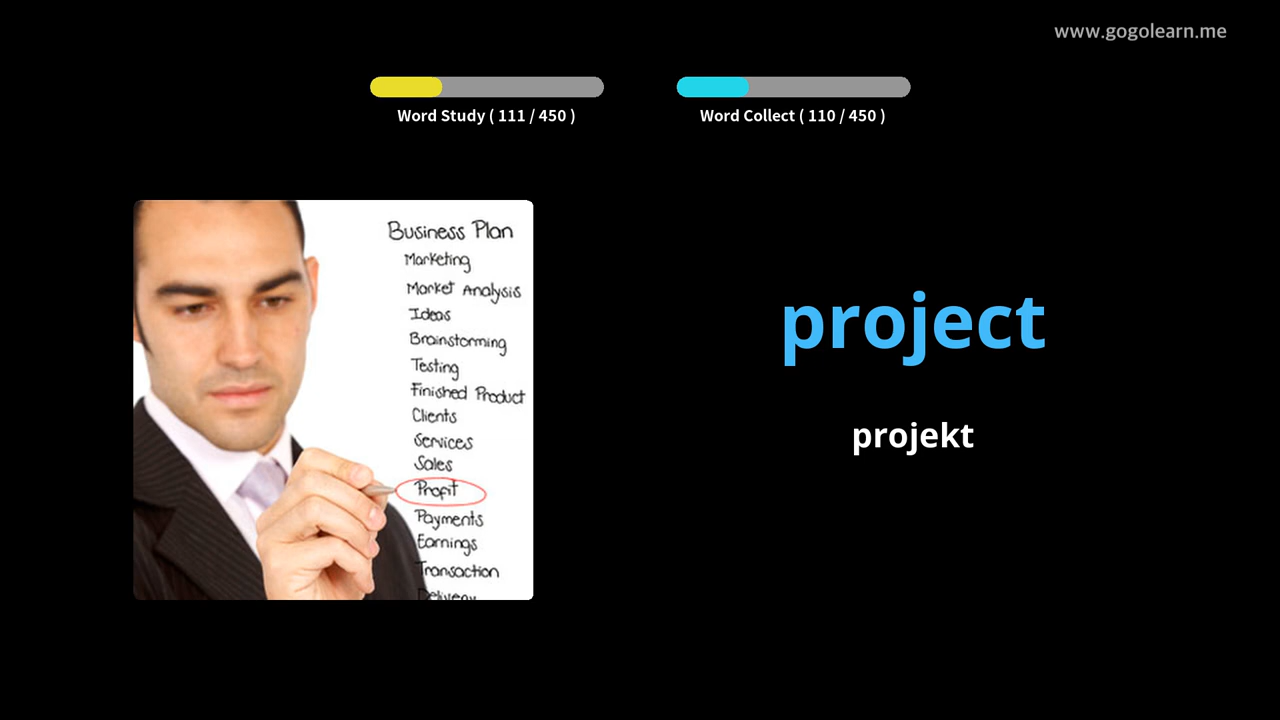 www.gogolearn.me
Word Study ( 111 / 450 )
Word Collect ( 110 / 450 )
Business Plan
Marketing
Market Analysis
Ideas
Brainstorming
Testing
Finished Product
Clients
Services
Sales
Profit
Payments
Earnings
Transaction
Delivery
project
projekt